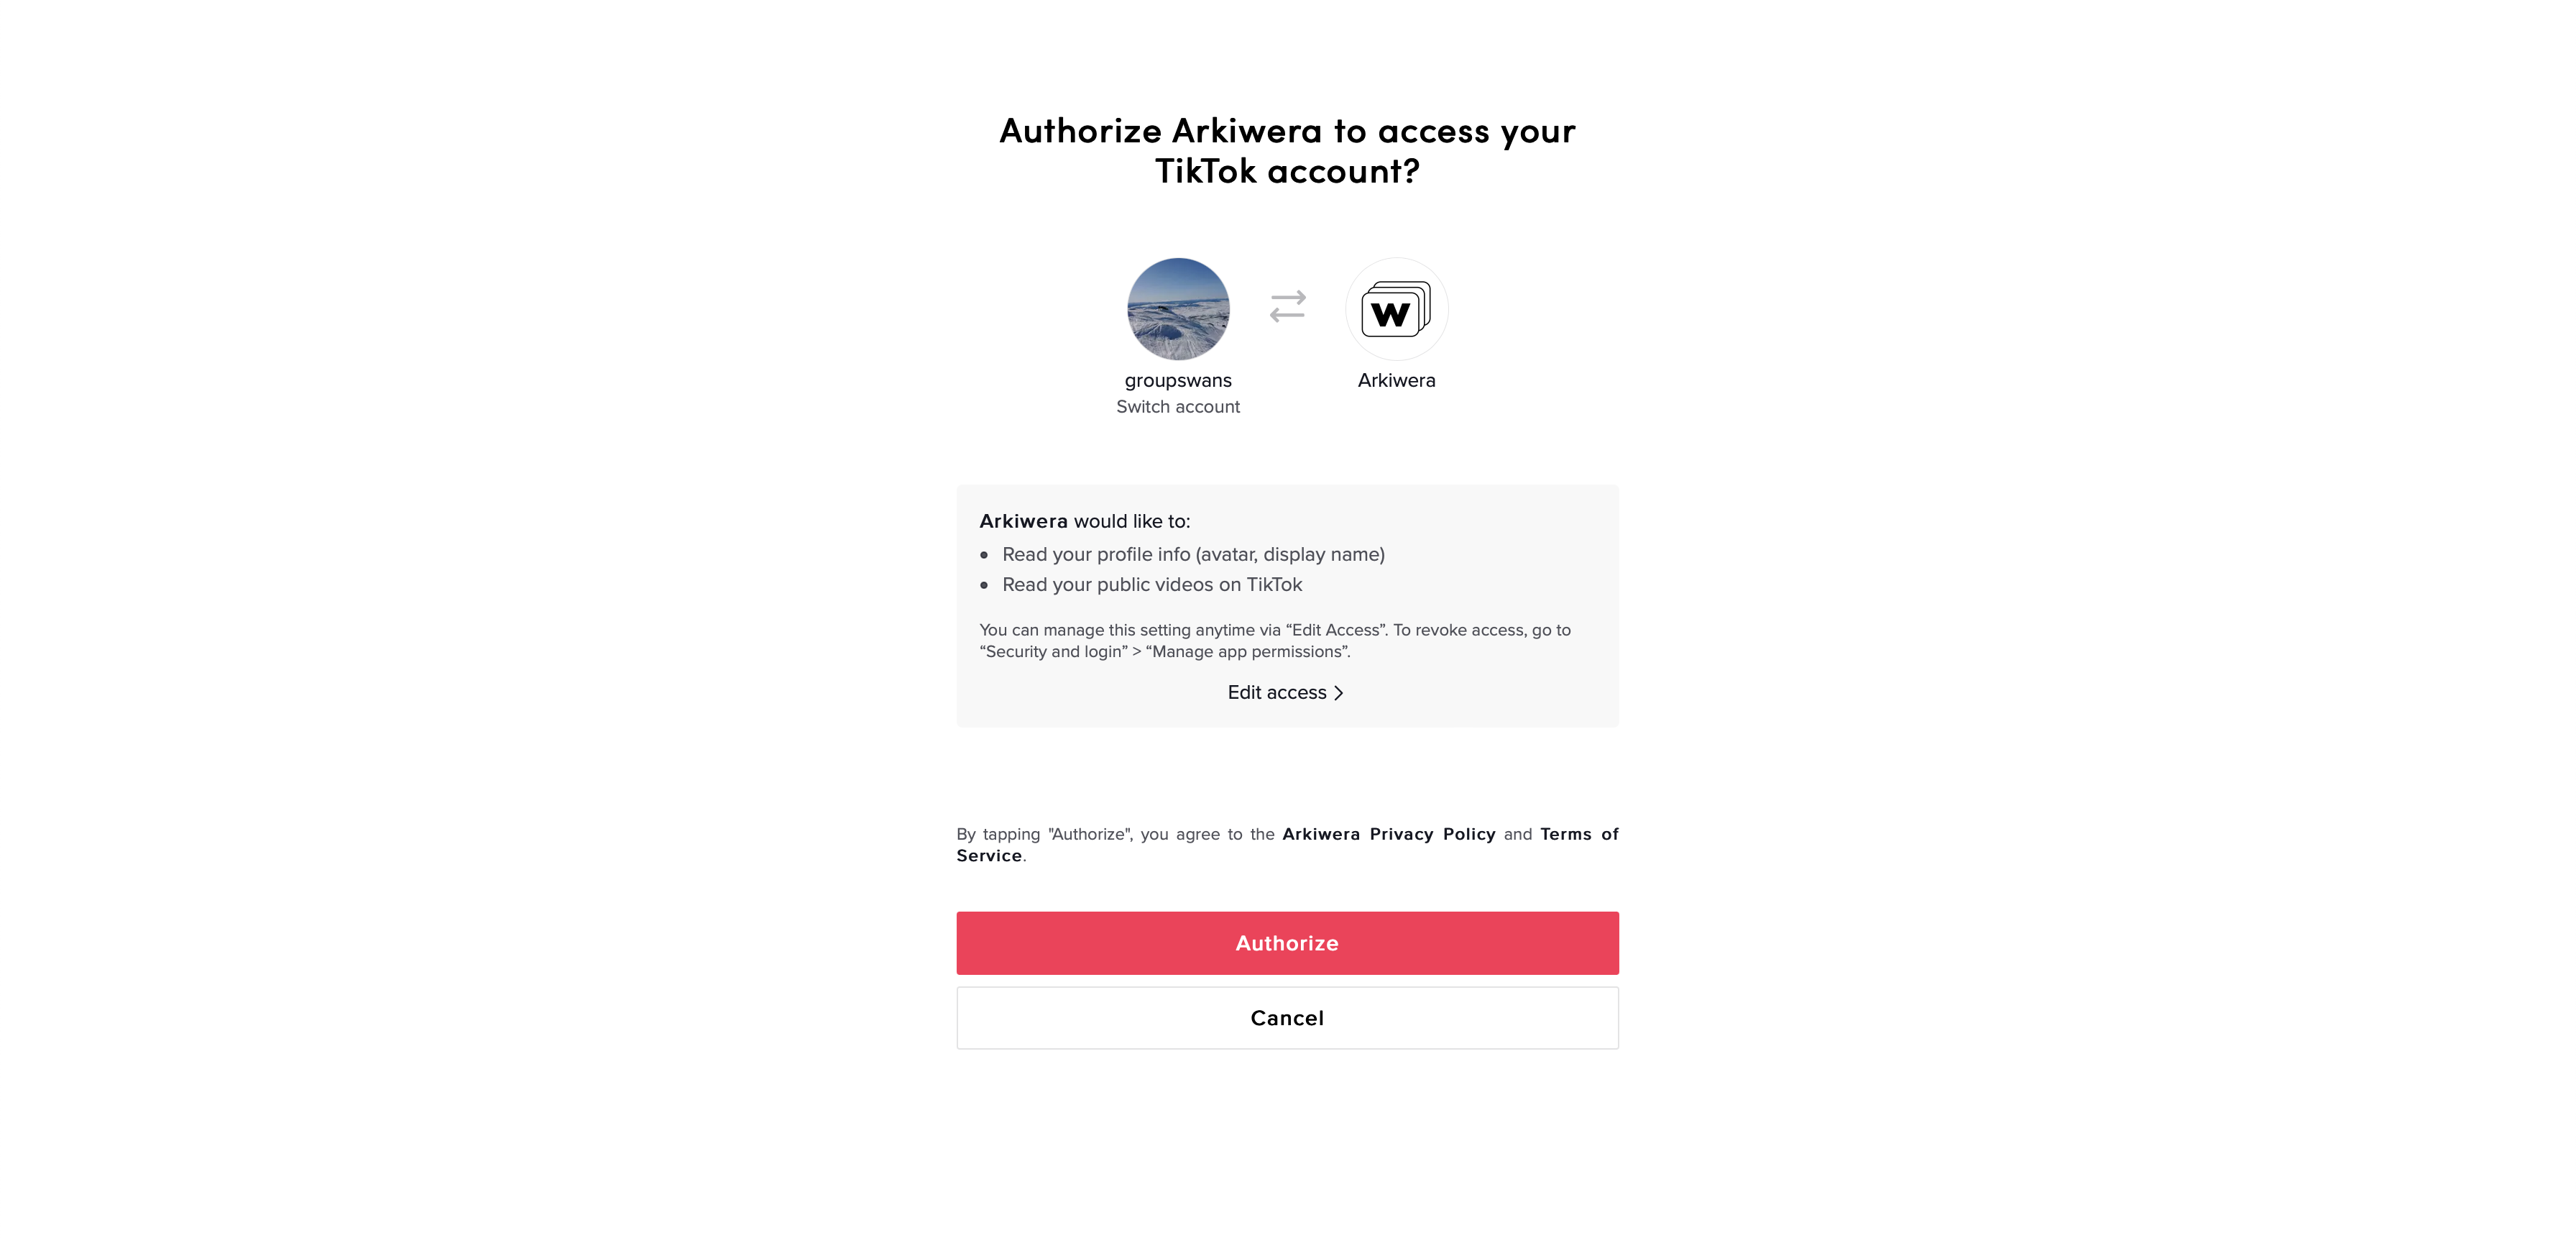 Authorize Arkiwera to access your
TikTok account?
W
groupswans
Switch account
Arkiwera
Arkiwera would like to:
• Read your profile info (avatar, display name)
• Read your public videos on TikTok
You can manage this setting anytime via “Edit Access”. To revoke access, go to
“Security and login” > “Manage app permissions”.
Edit access >
By tapping "Authorize", you agree to the Arkiwera Privacy Policy and Terms of
Service.
Authorize
Cancel